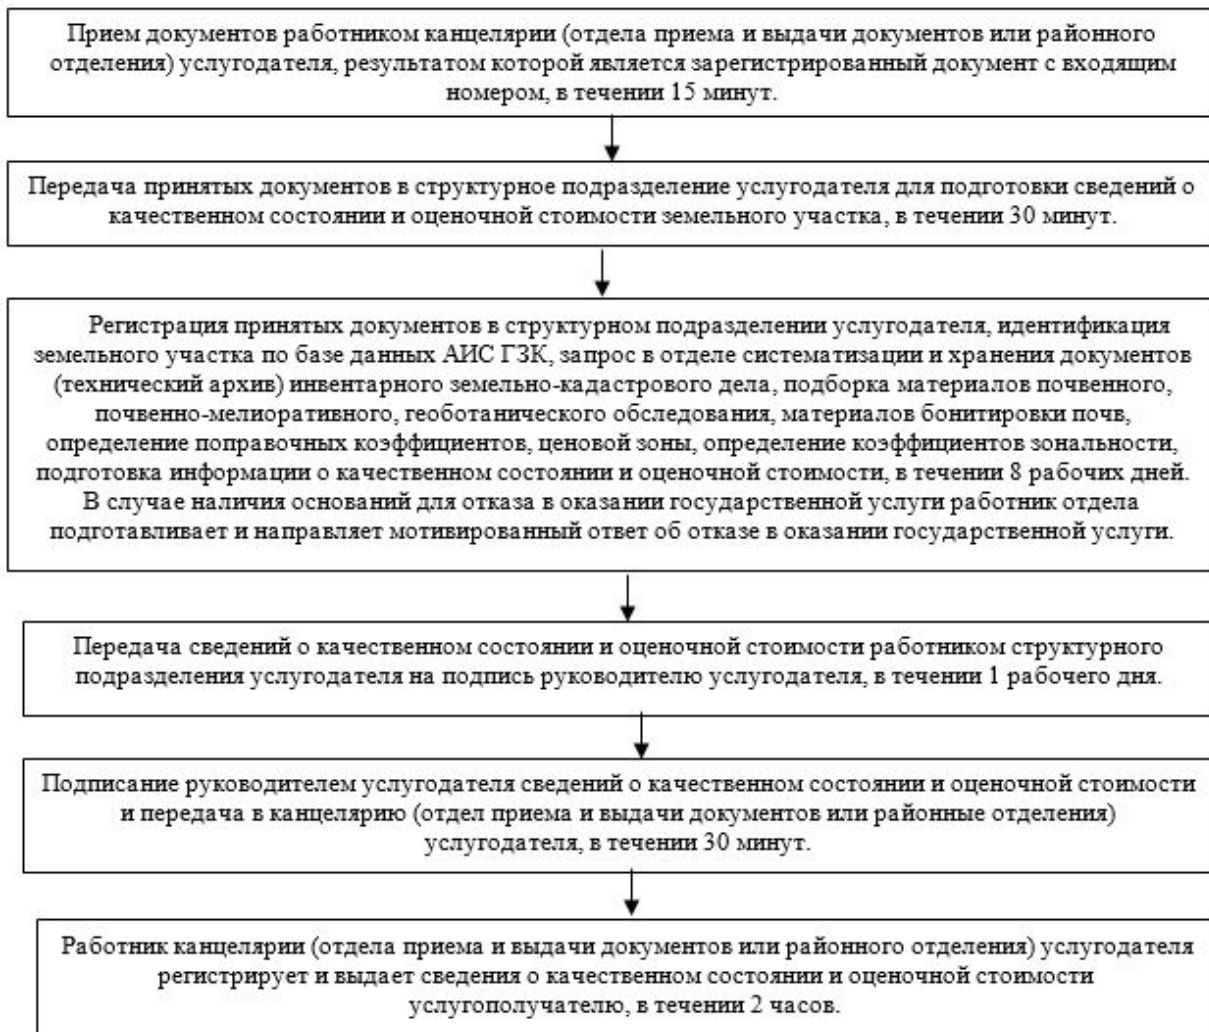 Прием документов работником канцелярии (отдела приема и выдачи документов или районного
отделения) услугодателя, результатом которой является зарегистрированный документ с входящим
номером, в течении 15 минут.
Передача принятых документов в структурное подразделение услугодателя для подготовки сведений о
качественном состоянии и оценочной стоимости земельного участка, в течении 30 минут.
Регистрация принятых документов в структурном подразделении услугодателя, идентификация
земельного участка по базе данных АИС ГЗК, запрос в отделе систематизации и хранения документов
(технический архив) инвентарного земельно-кадастрового дела, подборка материалов почвенного,
почвенно-мелиоративного, геоботанического обследования, материалов бонитировки почв,
определение поправочных коэффициентов, ценовой зоны, определение коэффициентов зональности,
подготовка информации о качественном состоянии и оценочной стоимости, в течении 8 рабочих дней.
В случае наличия оснований для отказа в оказании государственной услуги работник отдела
подготавливает и направляет мотивированный ответ об отказе в оказании государственной услуги.
Передача сведений о качественном состоянии и оценочной стоимости работником структурного
подразделения услугодателя на подпись руководителю услугодателя, в течении 1 рабочего дня.
Подписание руководителем услугодателя сведений о качественном состоянии и оценочной стоимости
и передача в канцелярию (отдел приема и выдачи документов или районные отделения)
услугодателя, в течении 30 минут.
Работник канцелярии (отдела приема и выдачи документов или районного отделения) услугодателя
регистрирует и выдает сведения о качественном состоянии и оценочной стоимости
услугополучателю, в течении 2 часов.